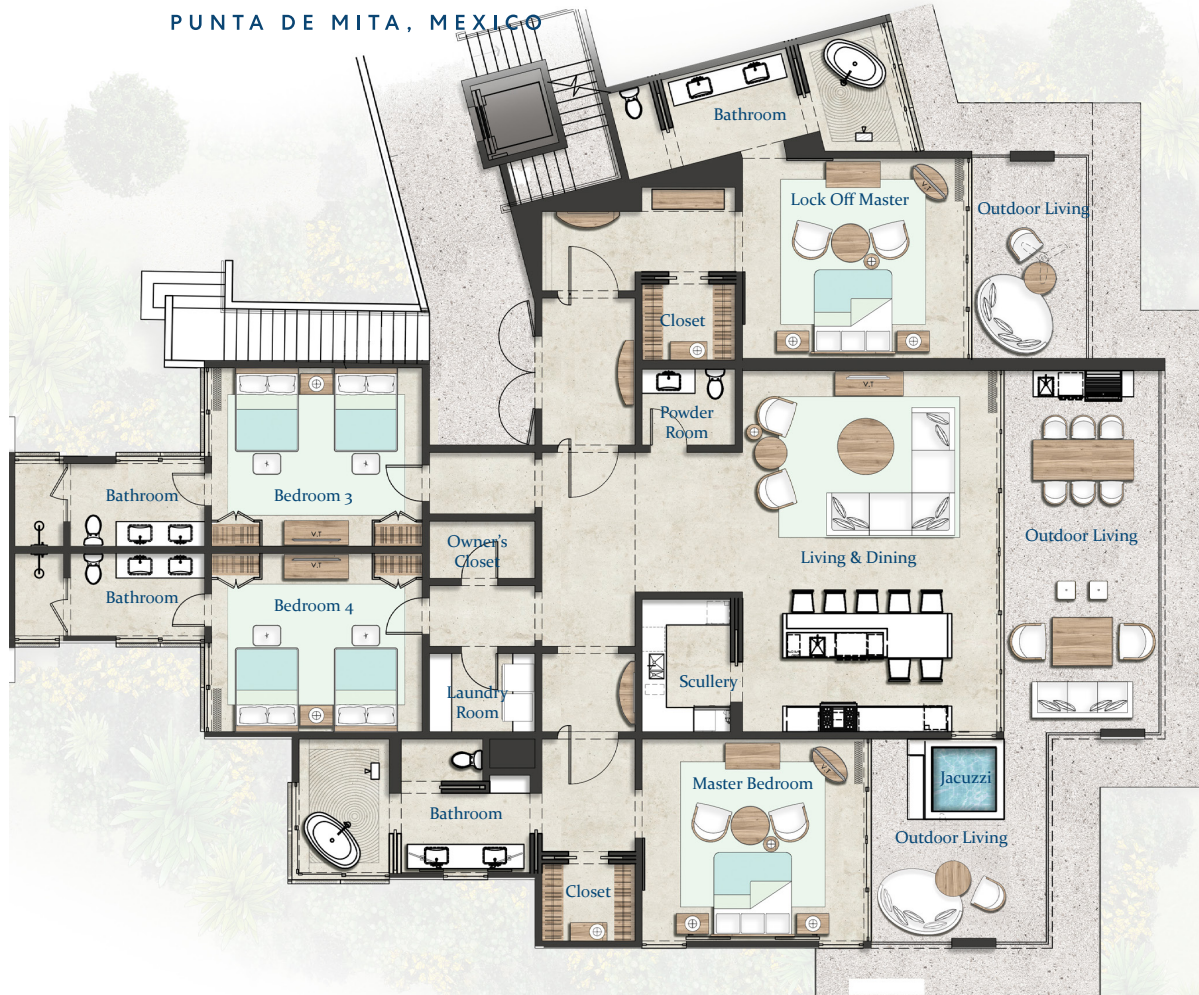 PUNTA DE MITA, MEXICO
Bathroom
Lock Off Master
V.T
Outdoor Living
Closet
V.T
Powder
Room
Bathroom
Bedroom 3
V.T
Owner's
Closet
Living & Dining
Outdoor Living
V.T
Bathroom
Bedroom 4
Laundry
Room
Scullery
Master Bedroom
V.T
Jacuzzi
Bathroom
Outdoor Living
Closet